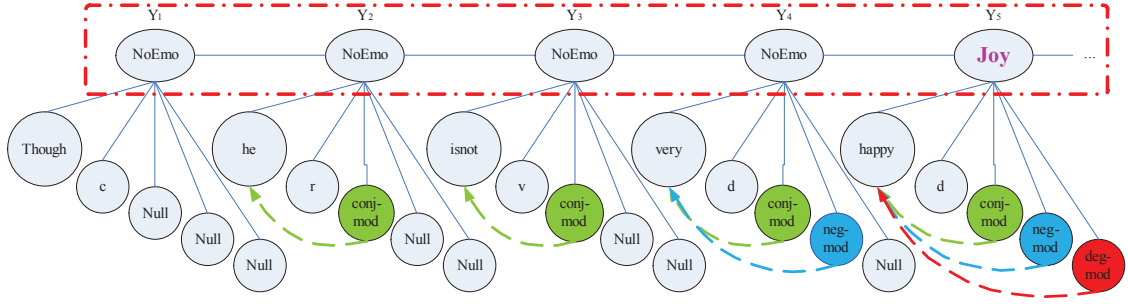 Y1 Y2 Y3 Y4 Y5
NoEmo NoEmo NoEmo NoEmo Joy ...
Though he isnot very happy
c r v d d
Null conj-mod conj-mod conj-mod conj-mod
Null Null Null neg-mod neg-mod
Null Null Null Null deg-mod